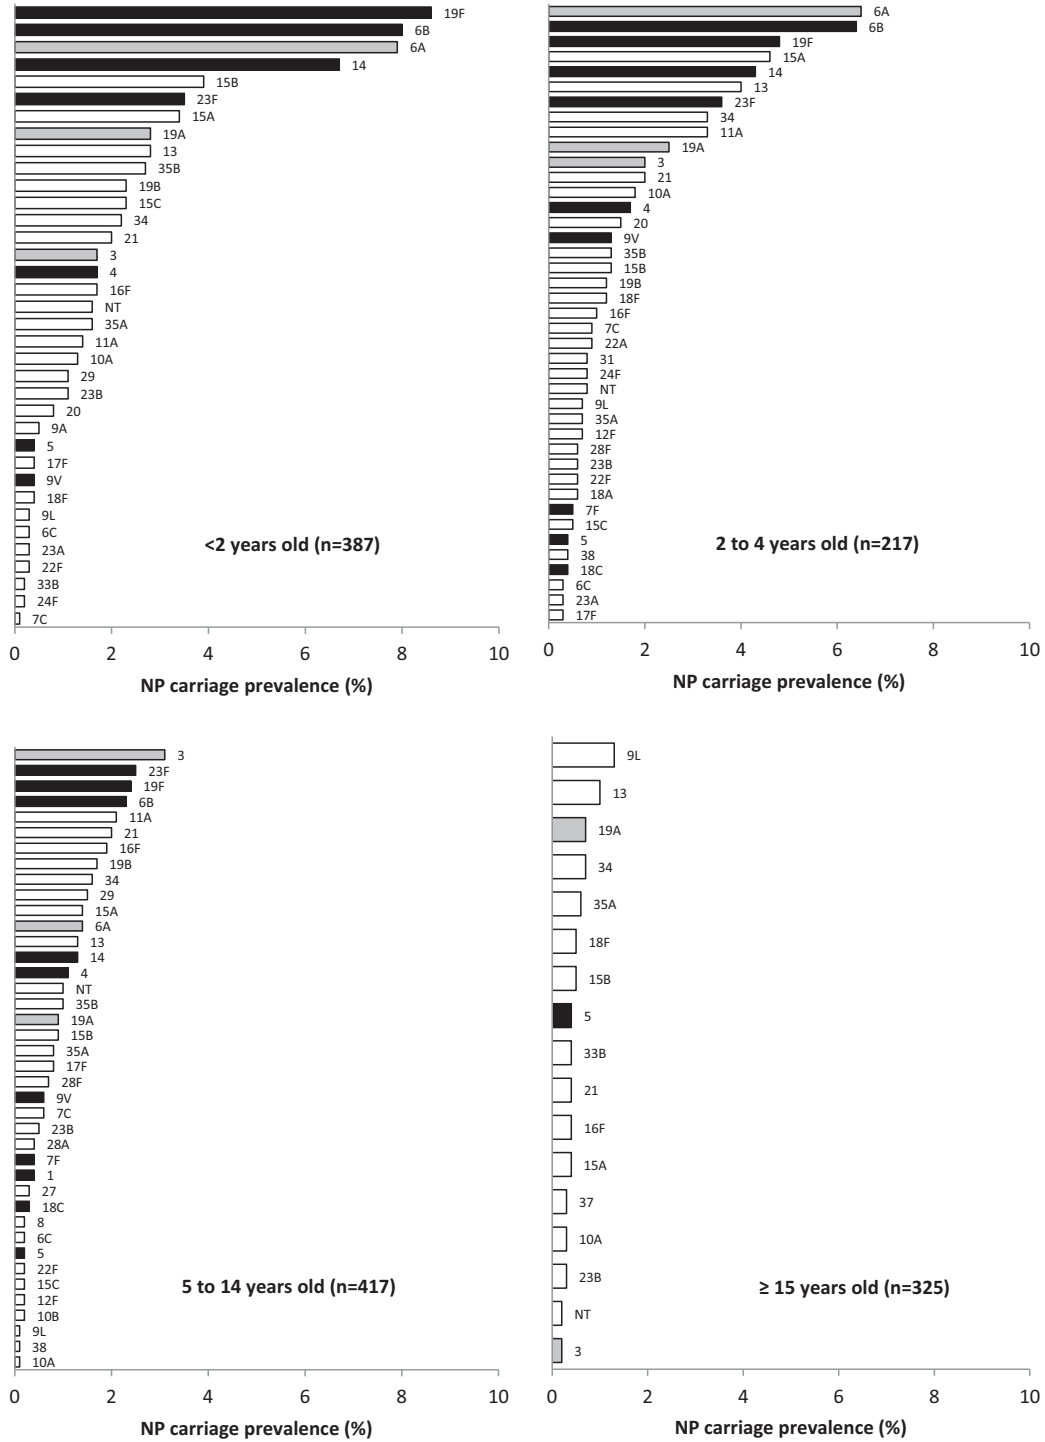 19F
6B
6A
14
15B
23F
15A
19A
13
35B
19B
15C
34
21
3
4
16F
NT
35A
11A
10A
29
23B
20
9A
5
17F
9V
18F
9L
6C
23A
22F
33B
24F
7C
<2 years old (n=387)
0 2 4 6 8 10
NP carriage prevalence (%)
6A
6B
19F
15A
14
13
23F
34
11A
19A
3
21
10A
4
20
9V
35B
15B
19B
18F
16F
7C
22A
31
24F
NT
9L
35A
12F
28F
23B
22F
18A
7F
15C
5
38
18C
6C
23A
17F
2 to 4 years old (n=217)
0 2 4 6 8 10
NP carriage prevalence (%)
3
23F
19F
6B
11A
21
16F
19B
34
29
15A
6A
13
14
4
NT
35B
19A
15B
35A
17F
28F
9V
7C
23B
28A
7F
1
27
18C
8
6C
5
22F
15C
12F
10B
9L
38
10A
5 to 14 years old (n=417)
0 2 4 6 8 10
NP carriage prevalence (%)
9L
13
19A
34
35A
18F
15B
5
33B
21
16F
15A
37
10A
23B
NT
3
≥ 15 years old (n=325)
0 2 4 6 8 10
NP carriage prevalence (%)